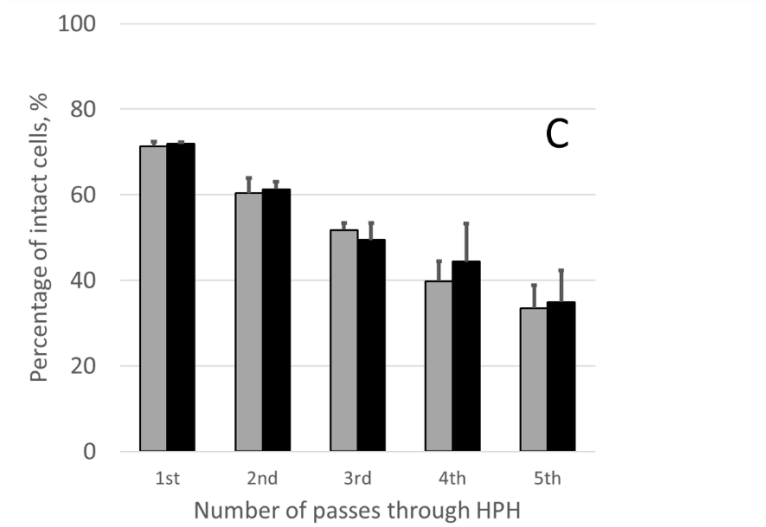 100
80
60
40
20
0
Percentage of intact cells, %
C
1st 2nd 3rd 4th 5th
Number of passes through HPH